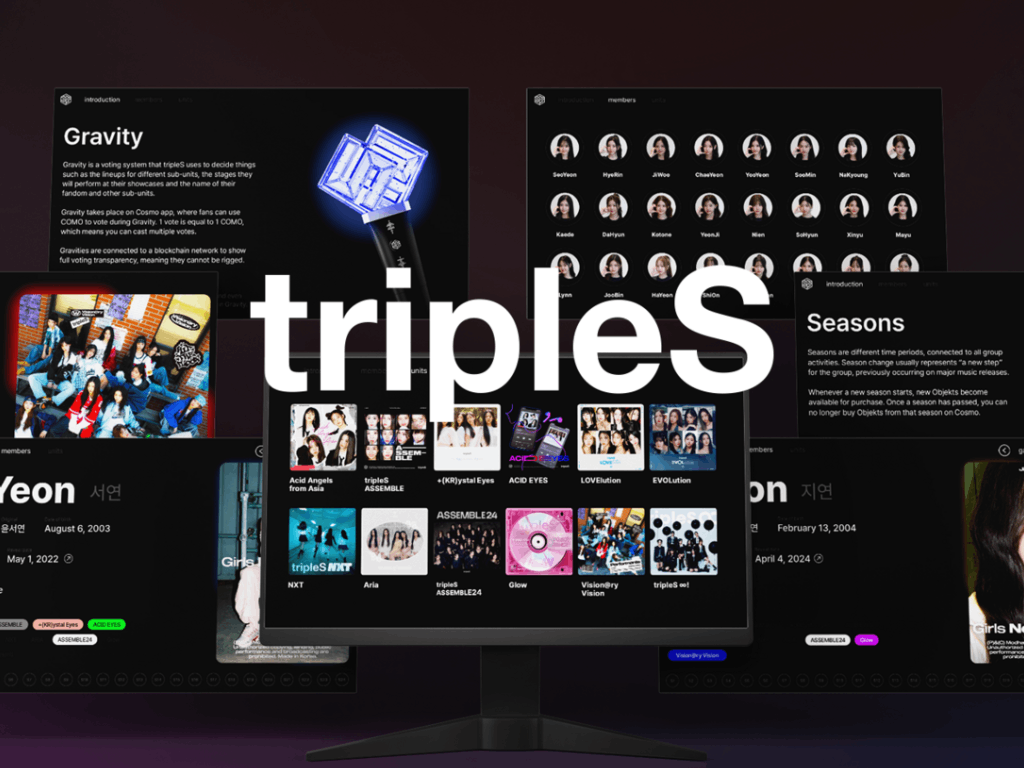 introduction
Gravity
Gravity is a voting system that tripleS uses to decide things
such as the lineups for different sub-units, the stages they
will perform at their showcases and the name of their
fandom and other sub-units.
Gravity takes place on Cosmo app, where fans can use
COMO to vote during Gravity. 1 vote is equal to 1 COMO,
which means you can cast multiple votes.
Gravities are connected to a blockchain network to show
full voting transparency, meaning they cannot be rigged.
introduction members units
SeoYeon HyeRin JiWoo ChaeYeon YooYeon SooMin NaKyoung YuBin
Kaede DaHyun Kotone YeonJi Nien SoHyun Xinyu Mayu
Lynn JooBin HaYeon ShiOn
tripleS
introduction
Seasons
Seasons are different time periods, connected to all group
activities. Season change usually represents "a new step"
for the group, previously occurring on major music releases.
Whenever a new season starts, new Objekts become
available for purchase. Once a season has passed, you can
no longer buy Objekts from that season on Cosmo.
units
Acid Angels
from Asia
tripleS
ASSEMBLE
+(KR)ystal Eyes
ACID EYES
LOVElution
EVOLution
tripleS NXT
ASSEMBLE24
NXT
Aria
tripleS
ASSEMBLE24
Glow
Vision@ry
Vision
tripleS ∞!
members
Yeon 서연
윤서연
August 6, 2003
May 1, 2022
+(KR)ystal Eyes
ACID EYES
ASSEMBLE24
on 지연
February 13, 2004
April 4, 2024
ASSEMBLE24
Glow
Vision@ry Vision
Girls